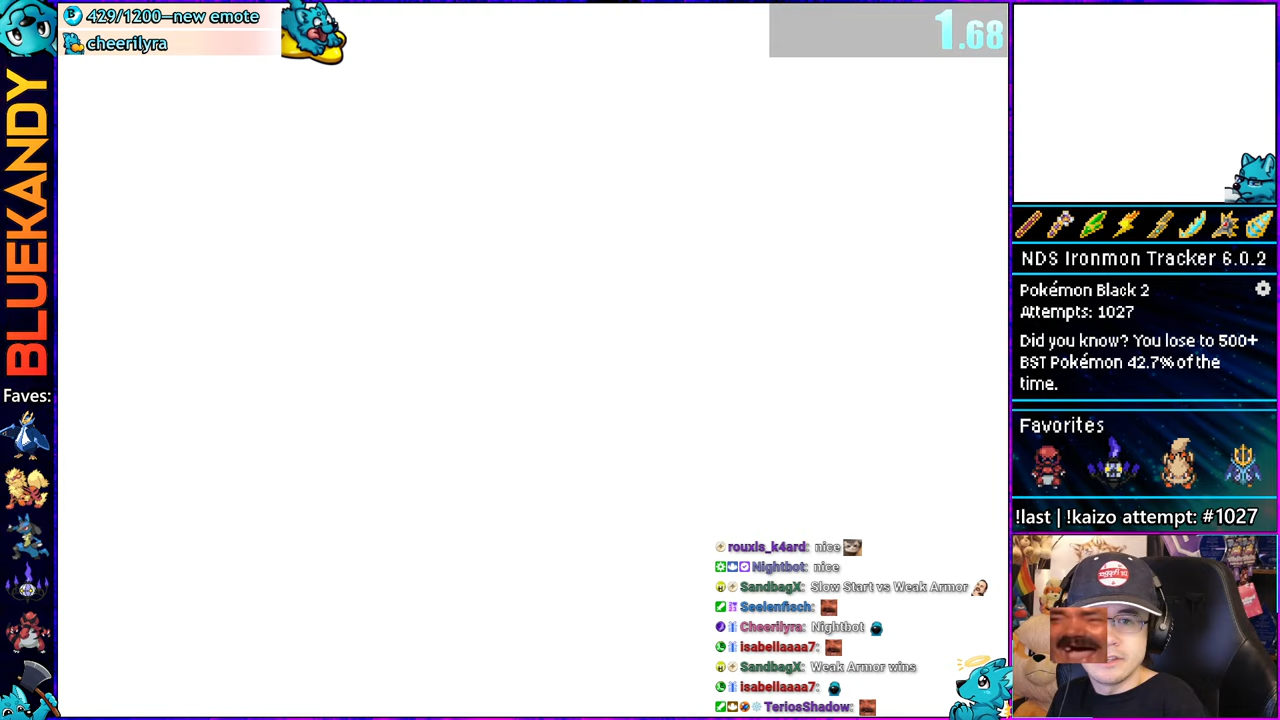 429/1200—new emote
cheerilyra
1.68
BLUEKANDY
Faves:
NDS Ironmon Tracker 6.0.2
Pokémon Black 2
Attempts: 1027
Did you know? You lose to 500+
BST Pokémon 42.7% of the
time.
Favorites
!last | !kaizo attempt: #1027
rouxls_k4ard: nice
Nightbot: nice
SandbagX: Slow Start vs Weak Armor
Seelenfisch:
Cheerilyra: Nightbot
isabellaaaa7:
SandbagX: Weak Armor wins
isabellaaaa7:
TeriosShadow: